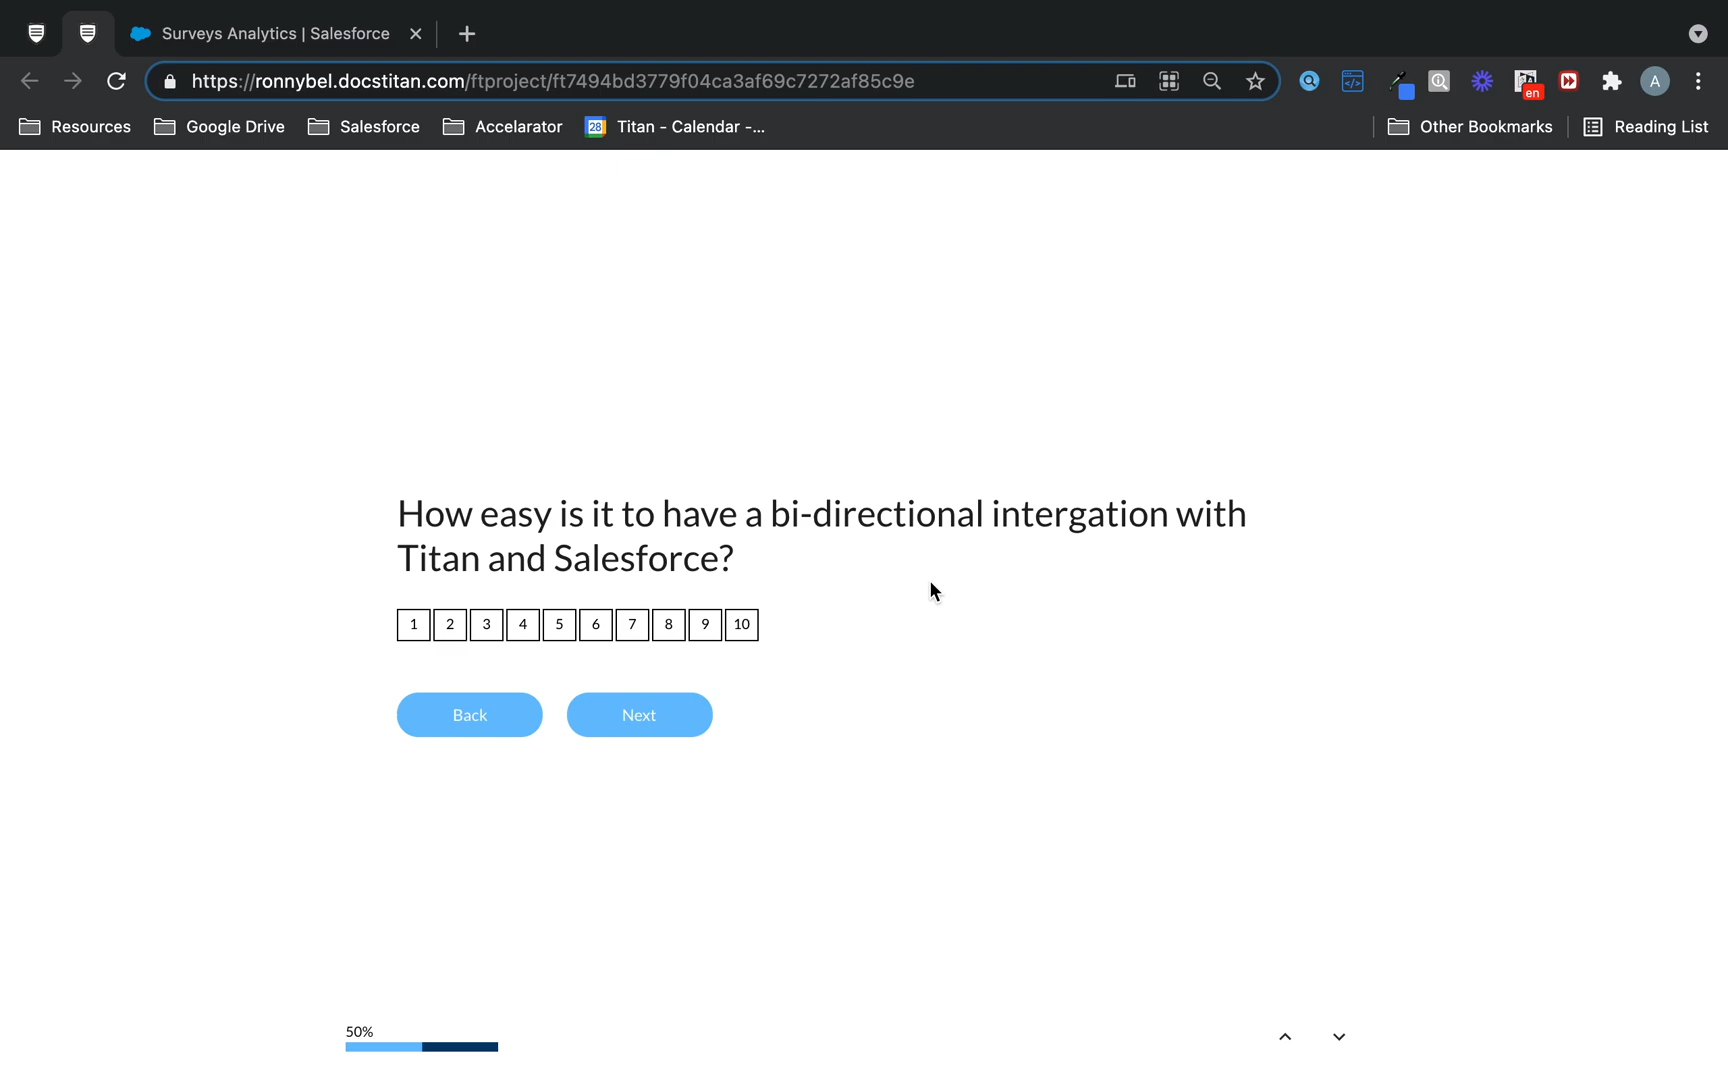 Surveys Analytics | Salesforce
https://ronnybel.docstitan.com/ftproject/ft7494bd3779f04ca3af69c7272af85c9e
en
A
Resources
Google Drive
Salesforce
Accelarator
28
Titan - Calendar -...
Other Bookmarks
Reading List
How easy is it to have a bi-directional intergation with
Titan and Salesforce?
1 2 3 4 5 6 7 8 9 10
Back
Next
50%